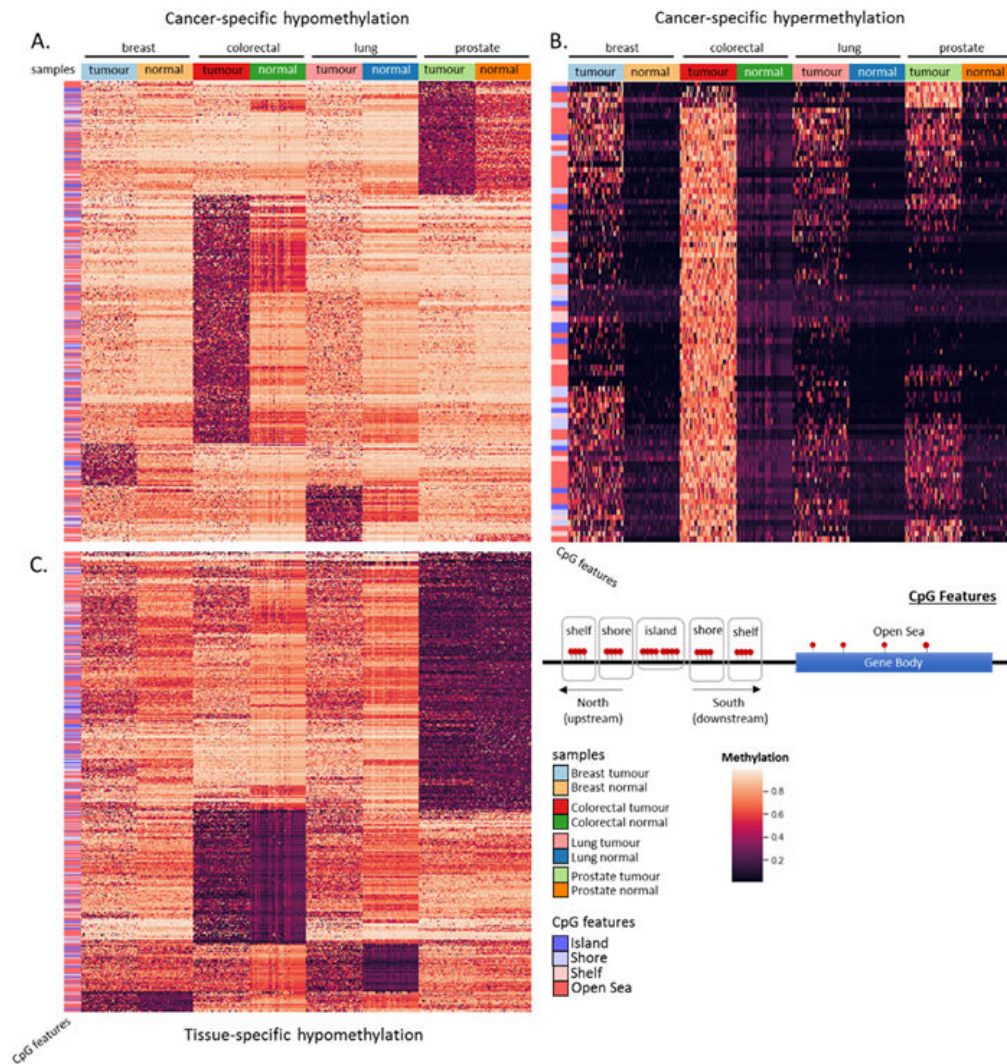 Cancer-specific hypomethylation
Cancer-specific hypermethylation
A.
breast
colorectal
lung
prostate
samples
tumour
normal
tumour
normal
tumour
normal
tumour
normal
B.
breast
colorectal
lung
prostate
tumour
normal
tumour
normal
tumour
normal
tumour
normal
CpG features
C.
CpG features
Tissue-specific hypomethylation
CpG Features
shelf
shore
island
shore
shelf
Open Sea
Gene Body
North
(upstream)
South
(downstream)
samples
Breast tumour
Breast normal
Colorectal tumour
Colorectal normal
Lung tumour
Lung normal
Prostate tumour
Prostate normal
Methylation
0.8
0.6
0.4
0.2
CpG features
Island
Shore
Shelf
Open Sea